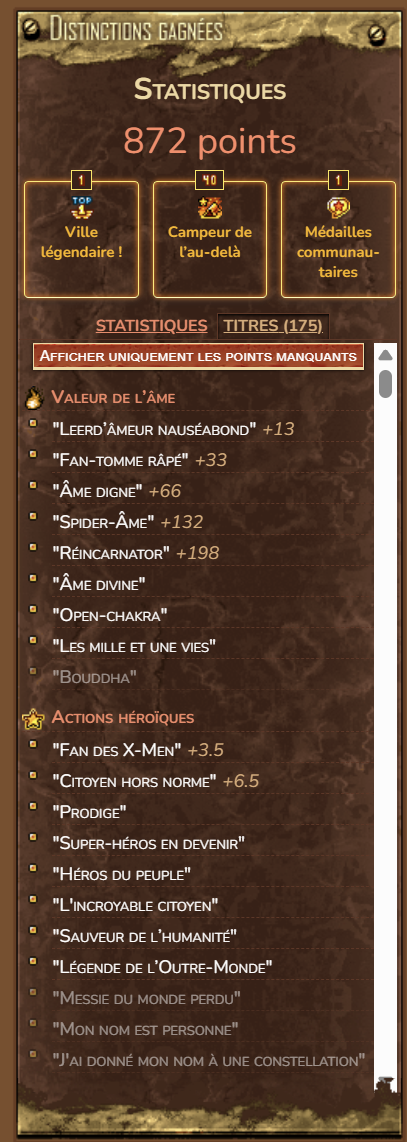 Distinctions gagnées
Statistiques
872 points
1
40
1
TOP
1
Ville
légendaire !
Campeur de
l'au-delà
Médailles
communau-
taires
STATISTIQUES
TITRES (175)
Afficher uniquement les points manquants
Valeur de l'âme
"Leerd'âmeur nauséabond" +13
"Fan-tomme râpé" +33
"Âme digne" +66
"Spider-Âme" +132
"Réincarnator" +198
"Âme divine"
"Open-chakra"
"Les mille et une vies"
"Bouddha"
Actions héroïques
"Fan des X-Men" +3.5
"Citoyen hors norme" +6.5
"Prodige"
"Super-héros en devenir"
"Héros du peuple"
"L'incroyable citoyen"
"Sauveur de l'humanité"
"Légende de l'Outre-Monde"
"Messie du monde perdu"
"Mon nom est personne"
"J'ai donné mon nom à une constellation"